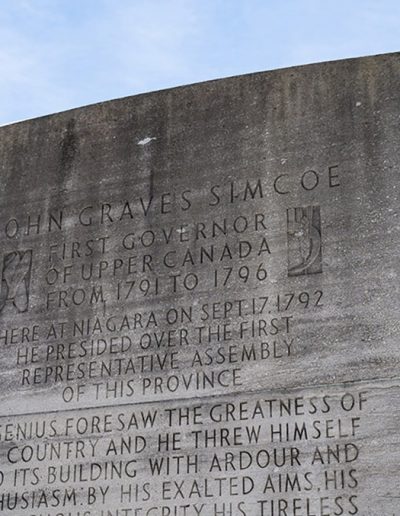 OHN GRAVES SIMCOE
FIRST GOVERNOR
OF UPPER CANADA
FROM 1791 TO 1796
HERE AT NIAGARA ON SEPT. 17. 1792
HE PRESIDED OVER THE FIRST
REPRESENTATIVE ASSEMBLY
OF THIS PROVINCE
GENIUS FORESAW THE GREATNESS OF
COUNTRY AND HE THREW HIMSELF
O ITS BUILDING WITH ARDOUR AND
HUSIASM BY HIS EXALTED AIMS, HIS
INTEGRITY HIS TIRELESS